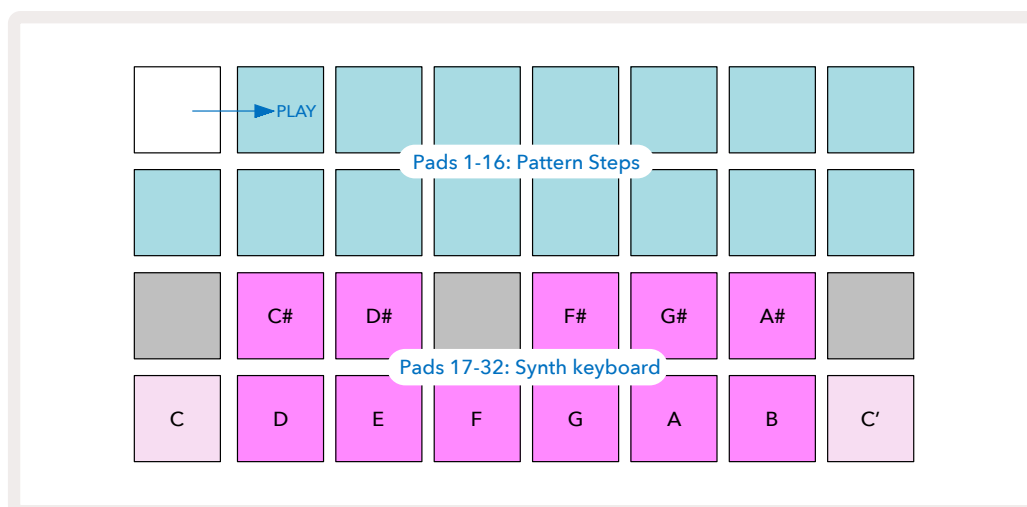 PLAY
Pads 1-16: Pattern Steps
C# D# F# G# A#
Pads 17-32: Synth keyboard
C D E F G A B C′